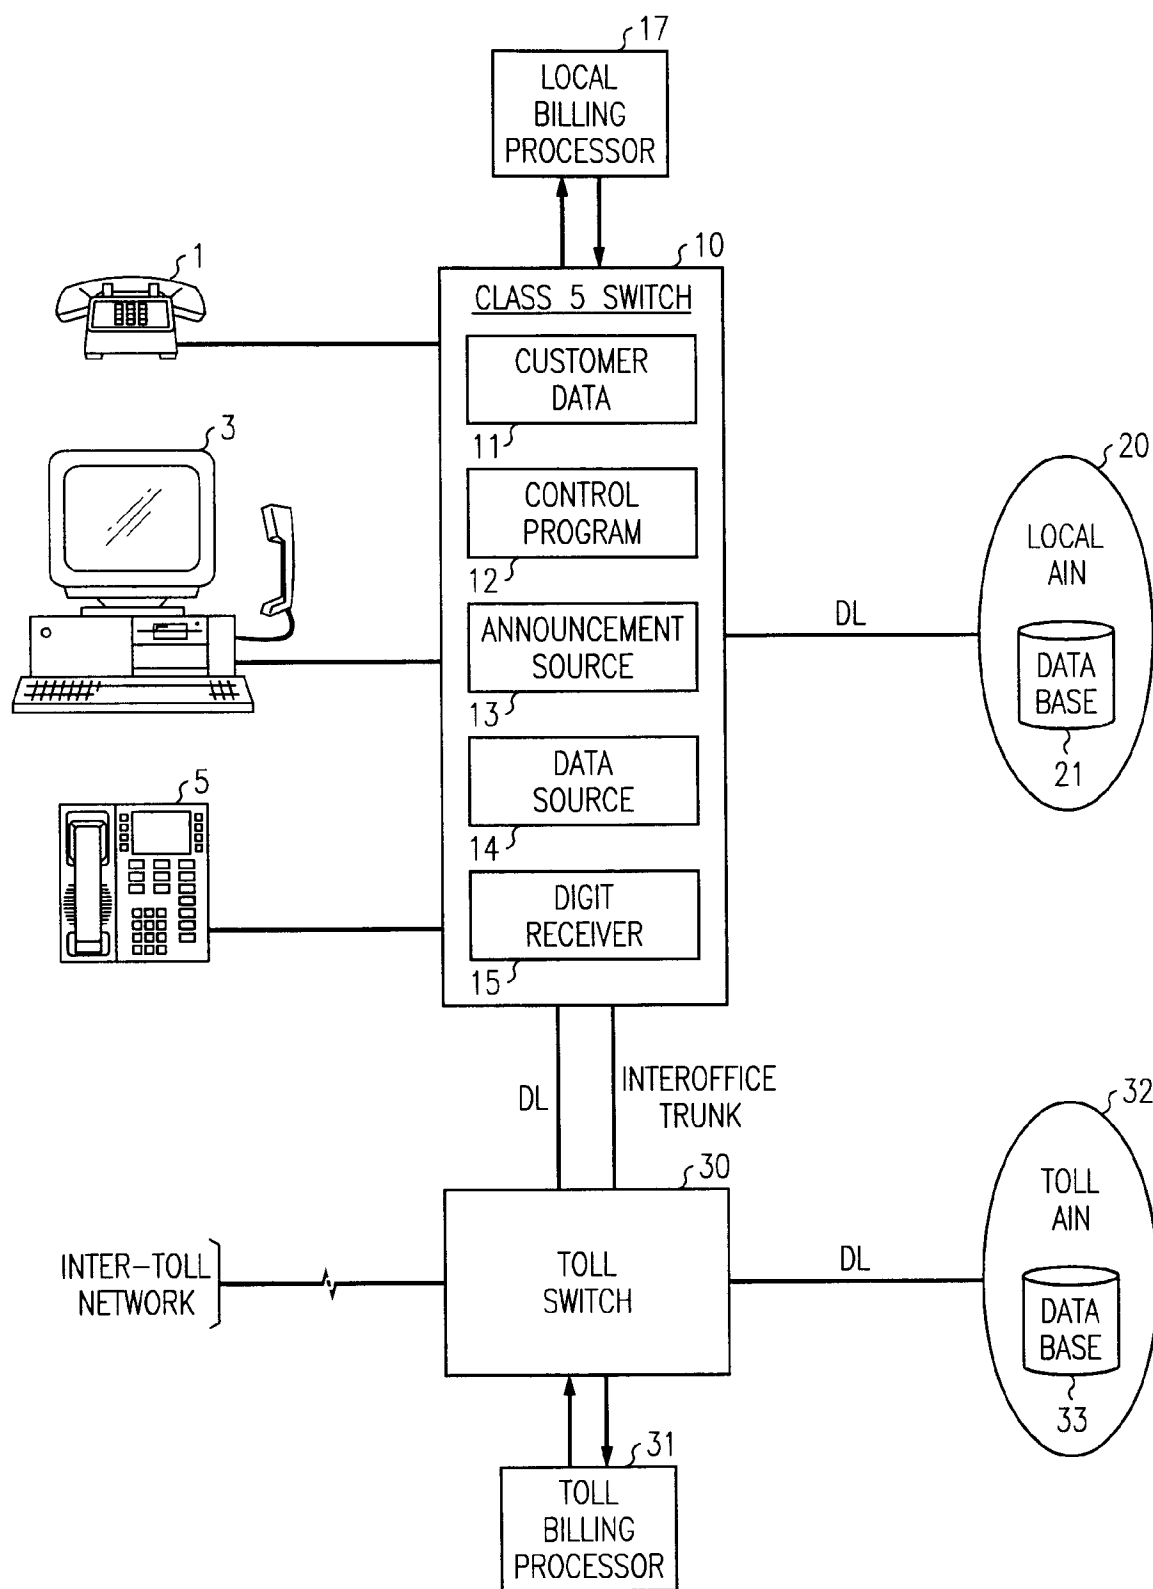 17
LOCAL
BILLING
PROCESSOR
1
10
CLASS 5 SWITCH
CUSTOMER
DATA
11
3
CONTROL
PROGRAM
12
20
LOCAL
AIN
DL
ANNOUNCEMENT
SOURCE
13
DATA
BASE
21
5
DATA
SOURCE
14
DIGIT
RECEIVER
15
DL
INTEROFFICE
TRUNK
30
32
TOLL
AIN
INTER-TOLL
NETWORK
TOLL
SWITCH
DL
DATA
BASE
33
31
TOLL
BILLING
PROCESSOR